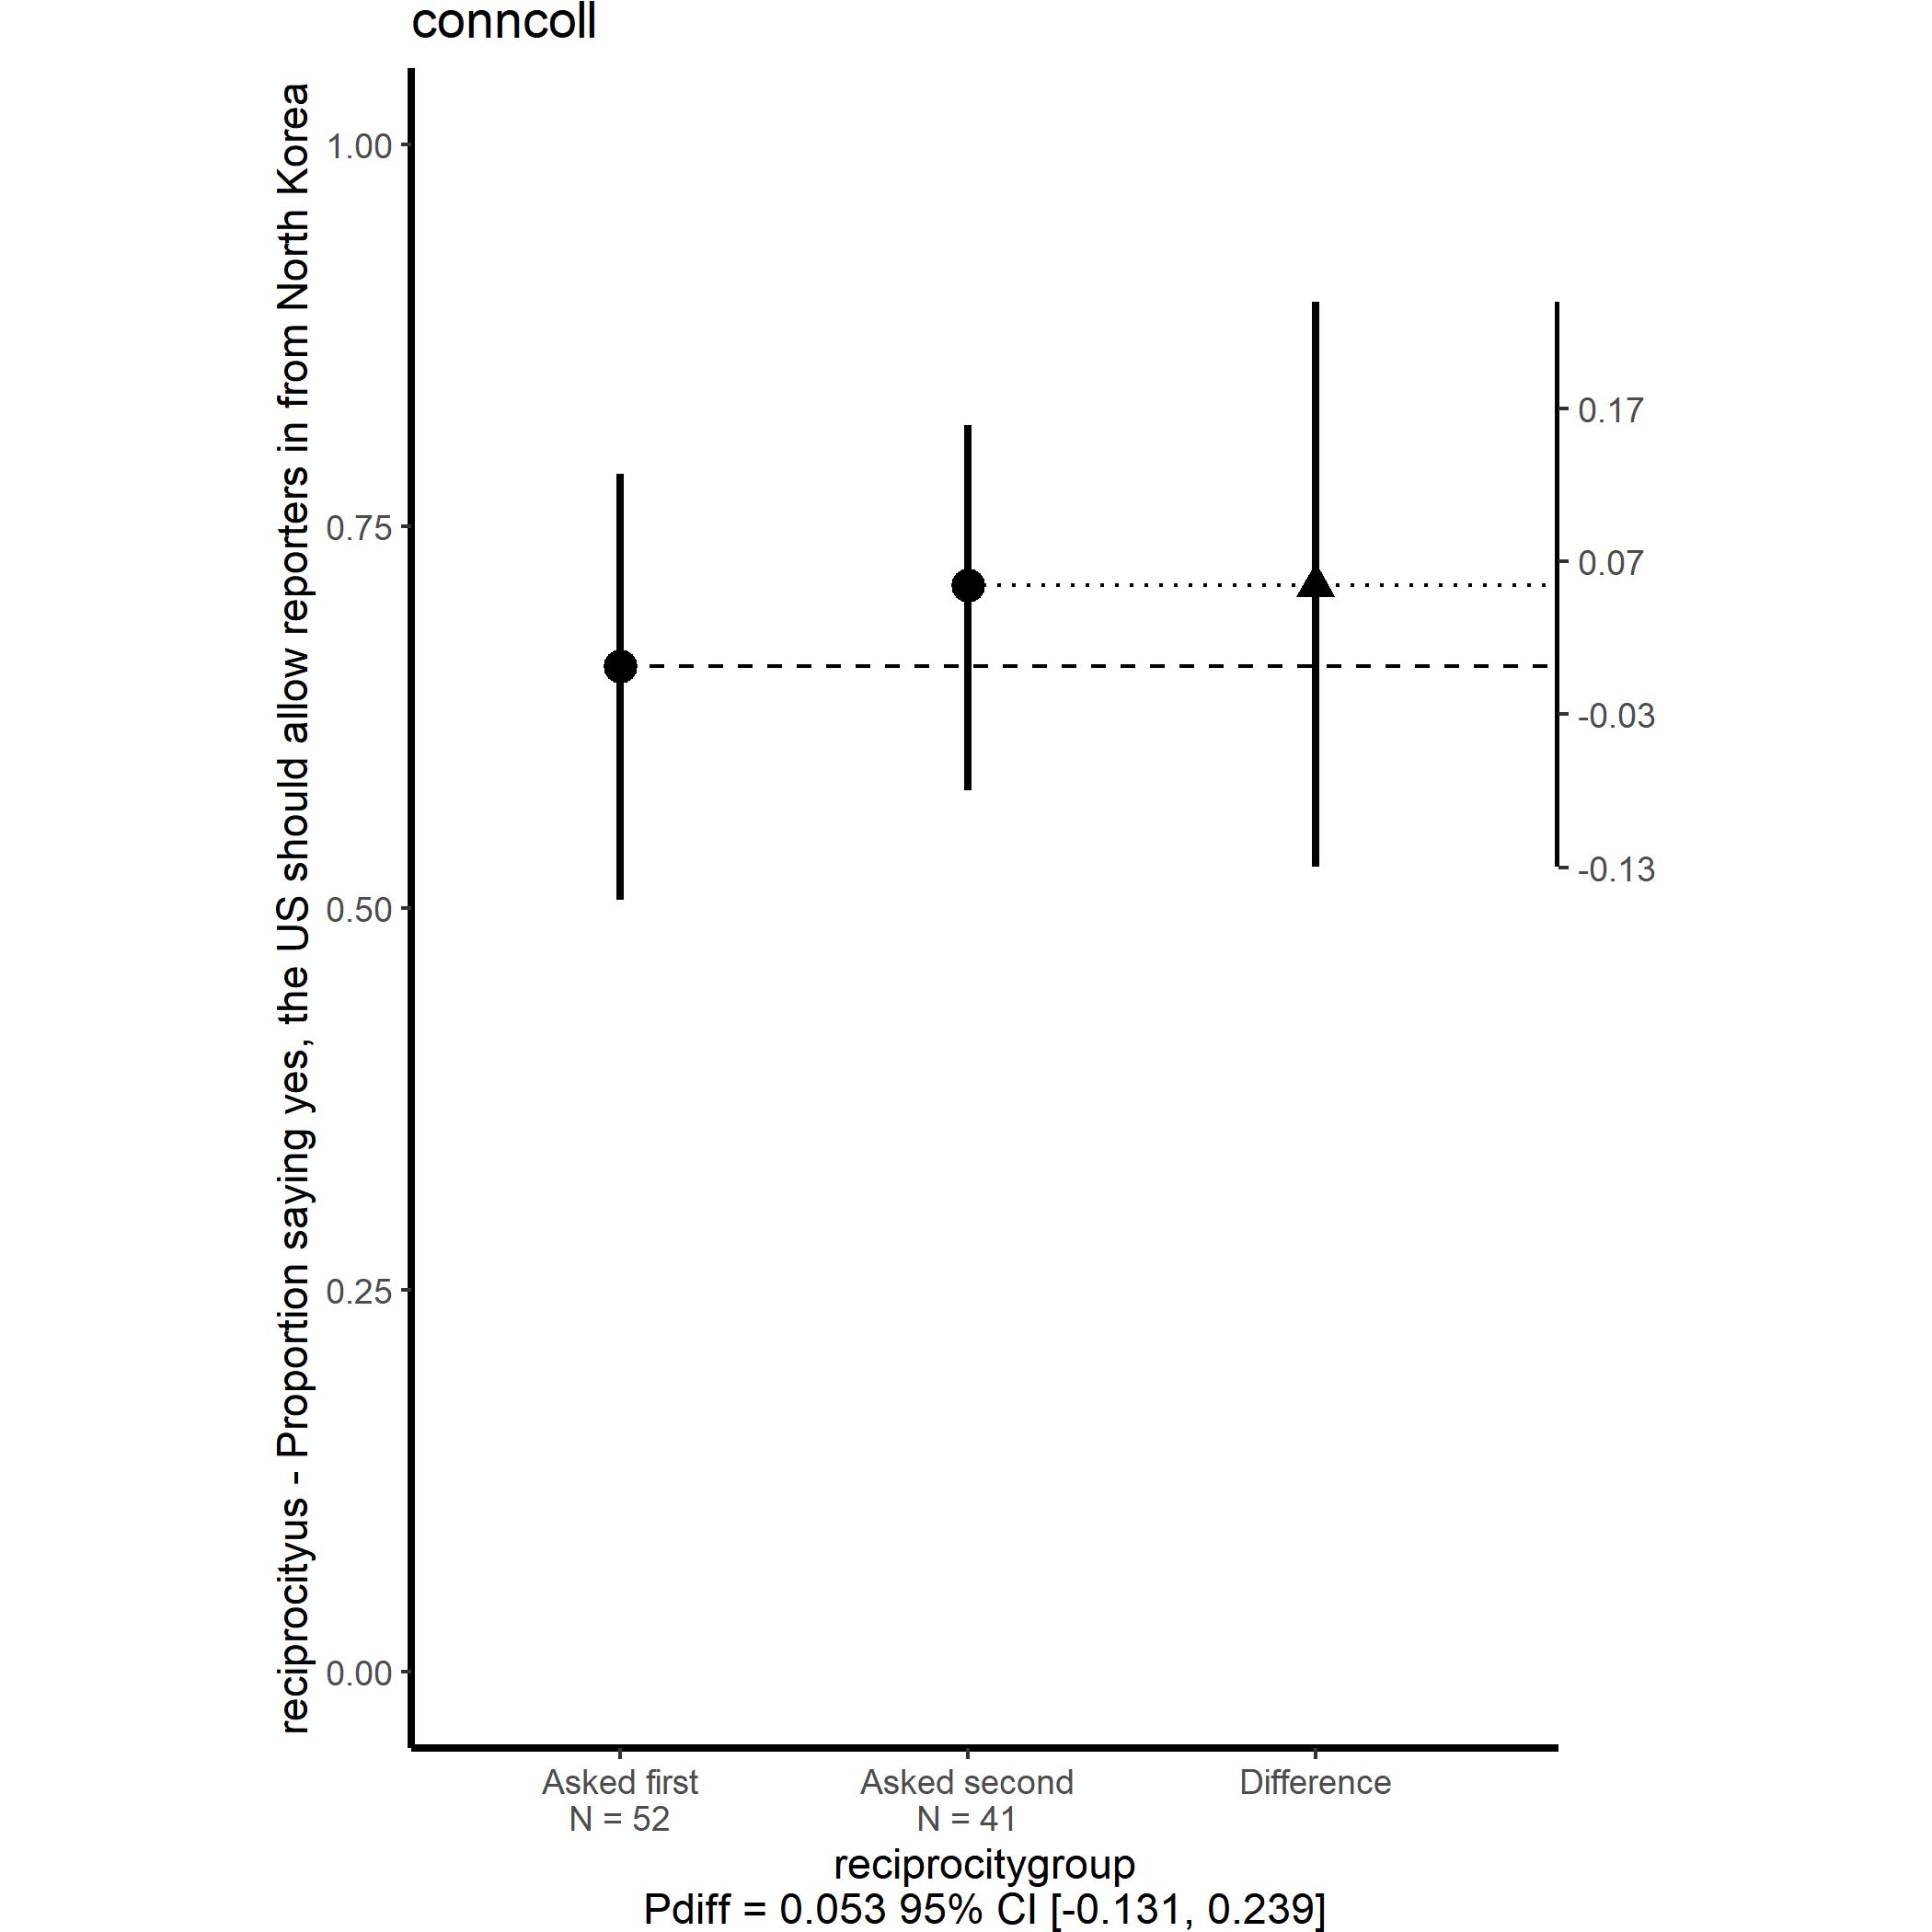 conncoll
reciprocityus - Proportion saying yes, the US should allow reporters in from North Korea
1.00
0.75
0.50
0.25
0.00
0.17
0.07
-0.03
-0.13
Asked first
N = 52
Asked second
N = 41
Difference
reciprocitygroup
Pdiff = 0.053 95% CI [-0.131, 0.239]